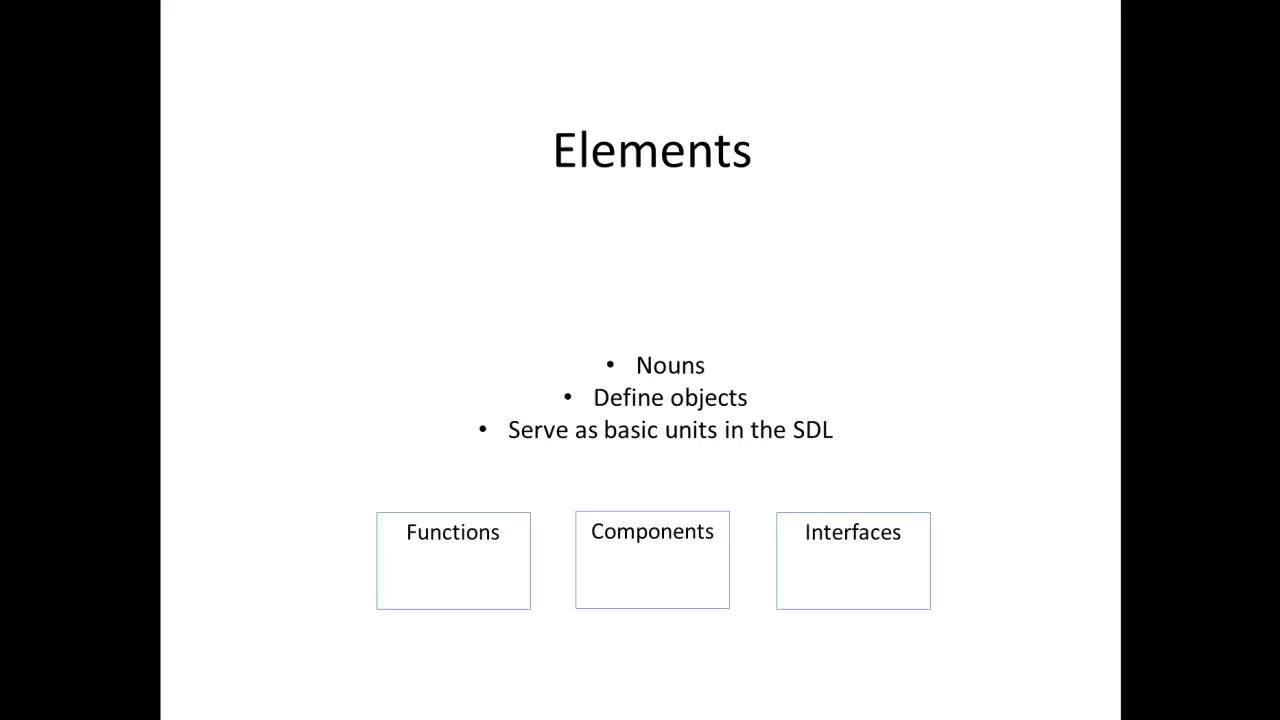 Elements
• Nouns
• Define objects
• Serve as basic units in the SDL
Functions
Components
Interfaces